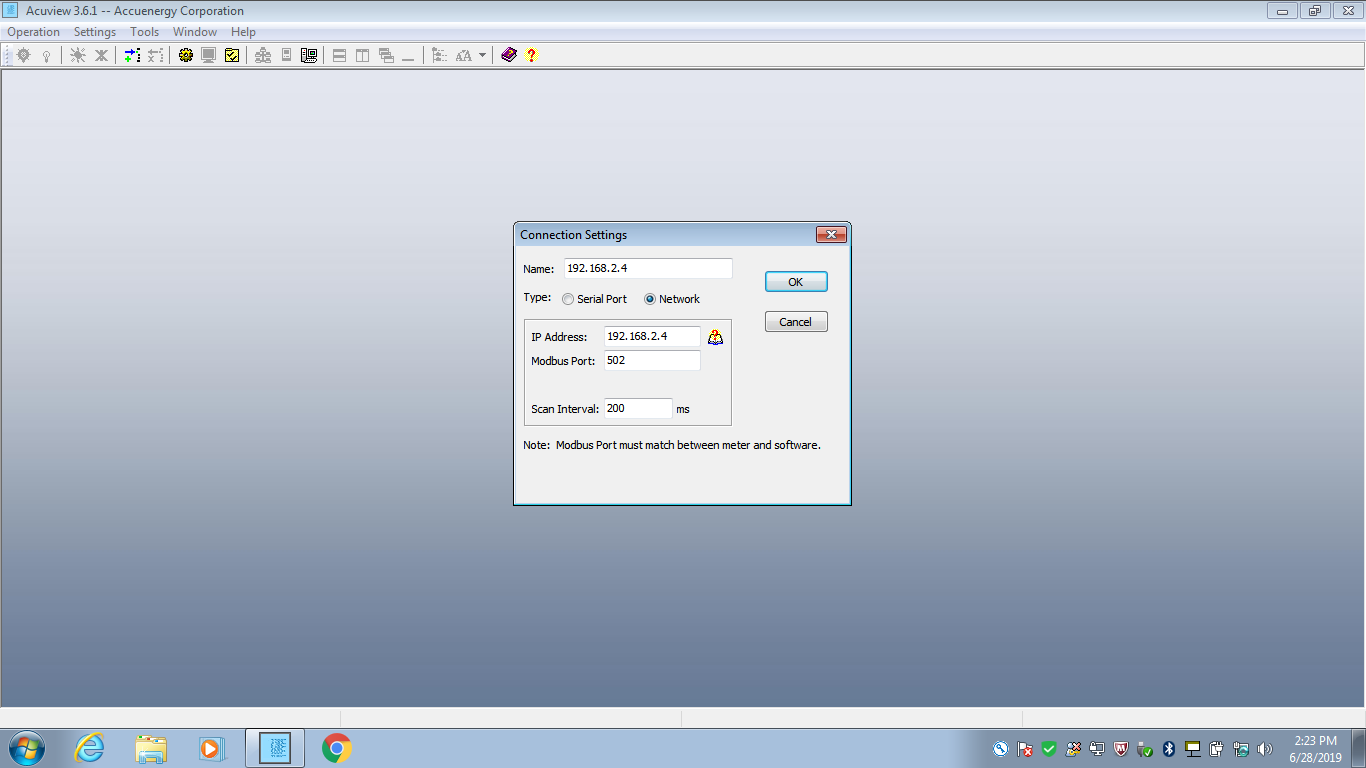 Acuview 3.6.1 -- Accuenergy Corporation
Operation Settings Tools Window Help
Connection Settings
Name: 192.168.2.4
OK
Type: Serial Port Network
Cancel
IP Address: 192.168.2.4
Modbus Port: 502
Scan Interval: 200 ms
Note: Modbus Port must match between meter and software.
2:23 PM
6/28/2019